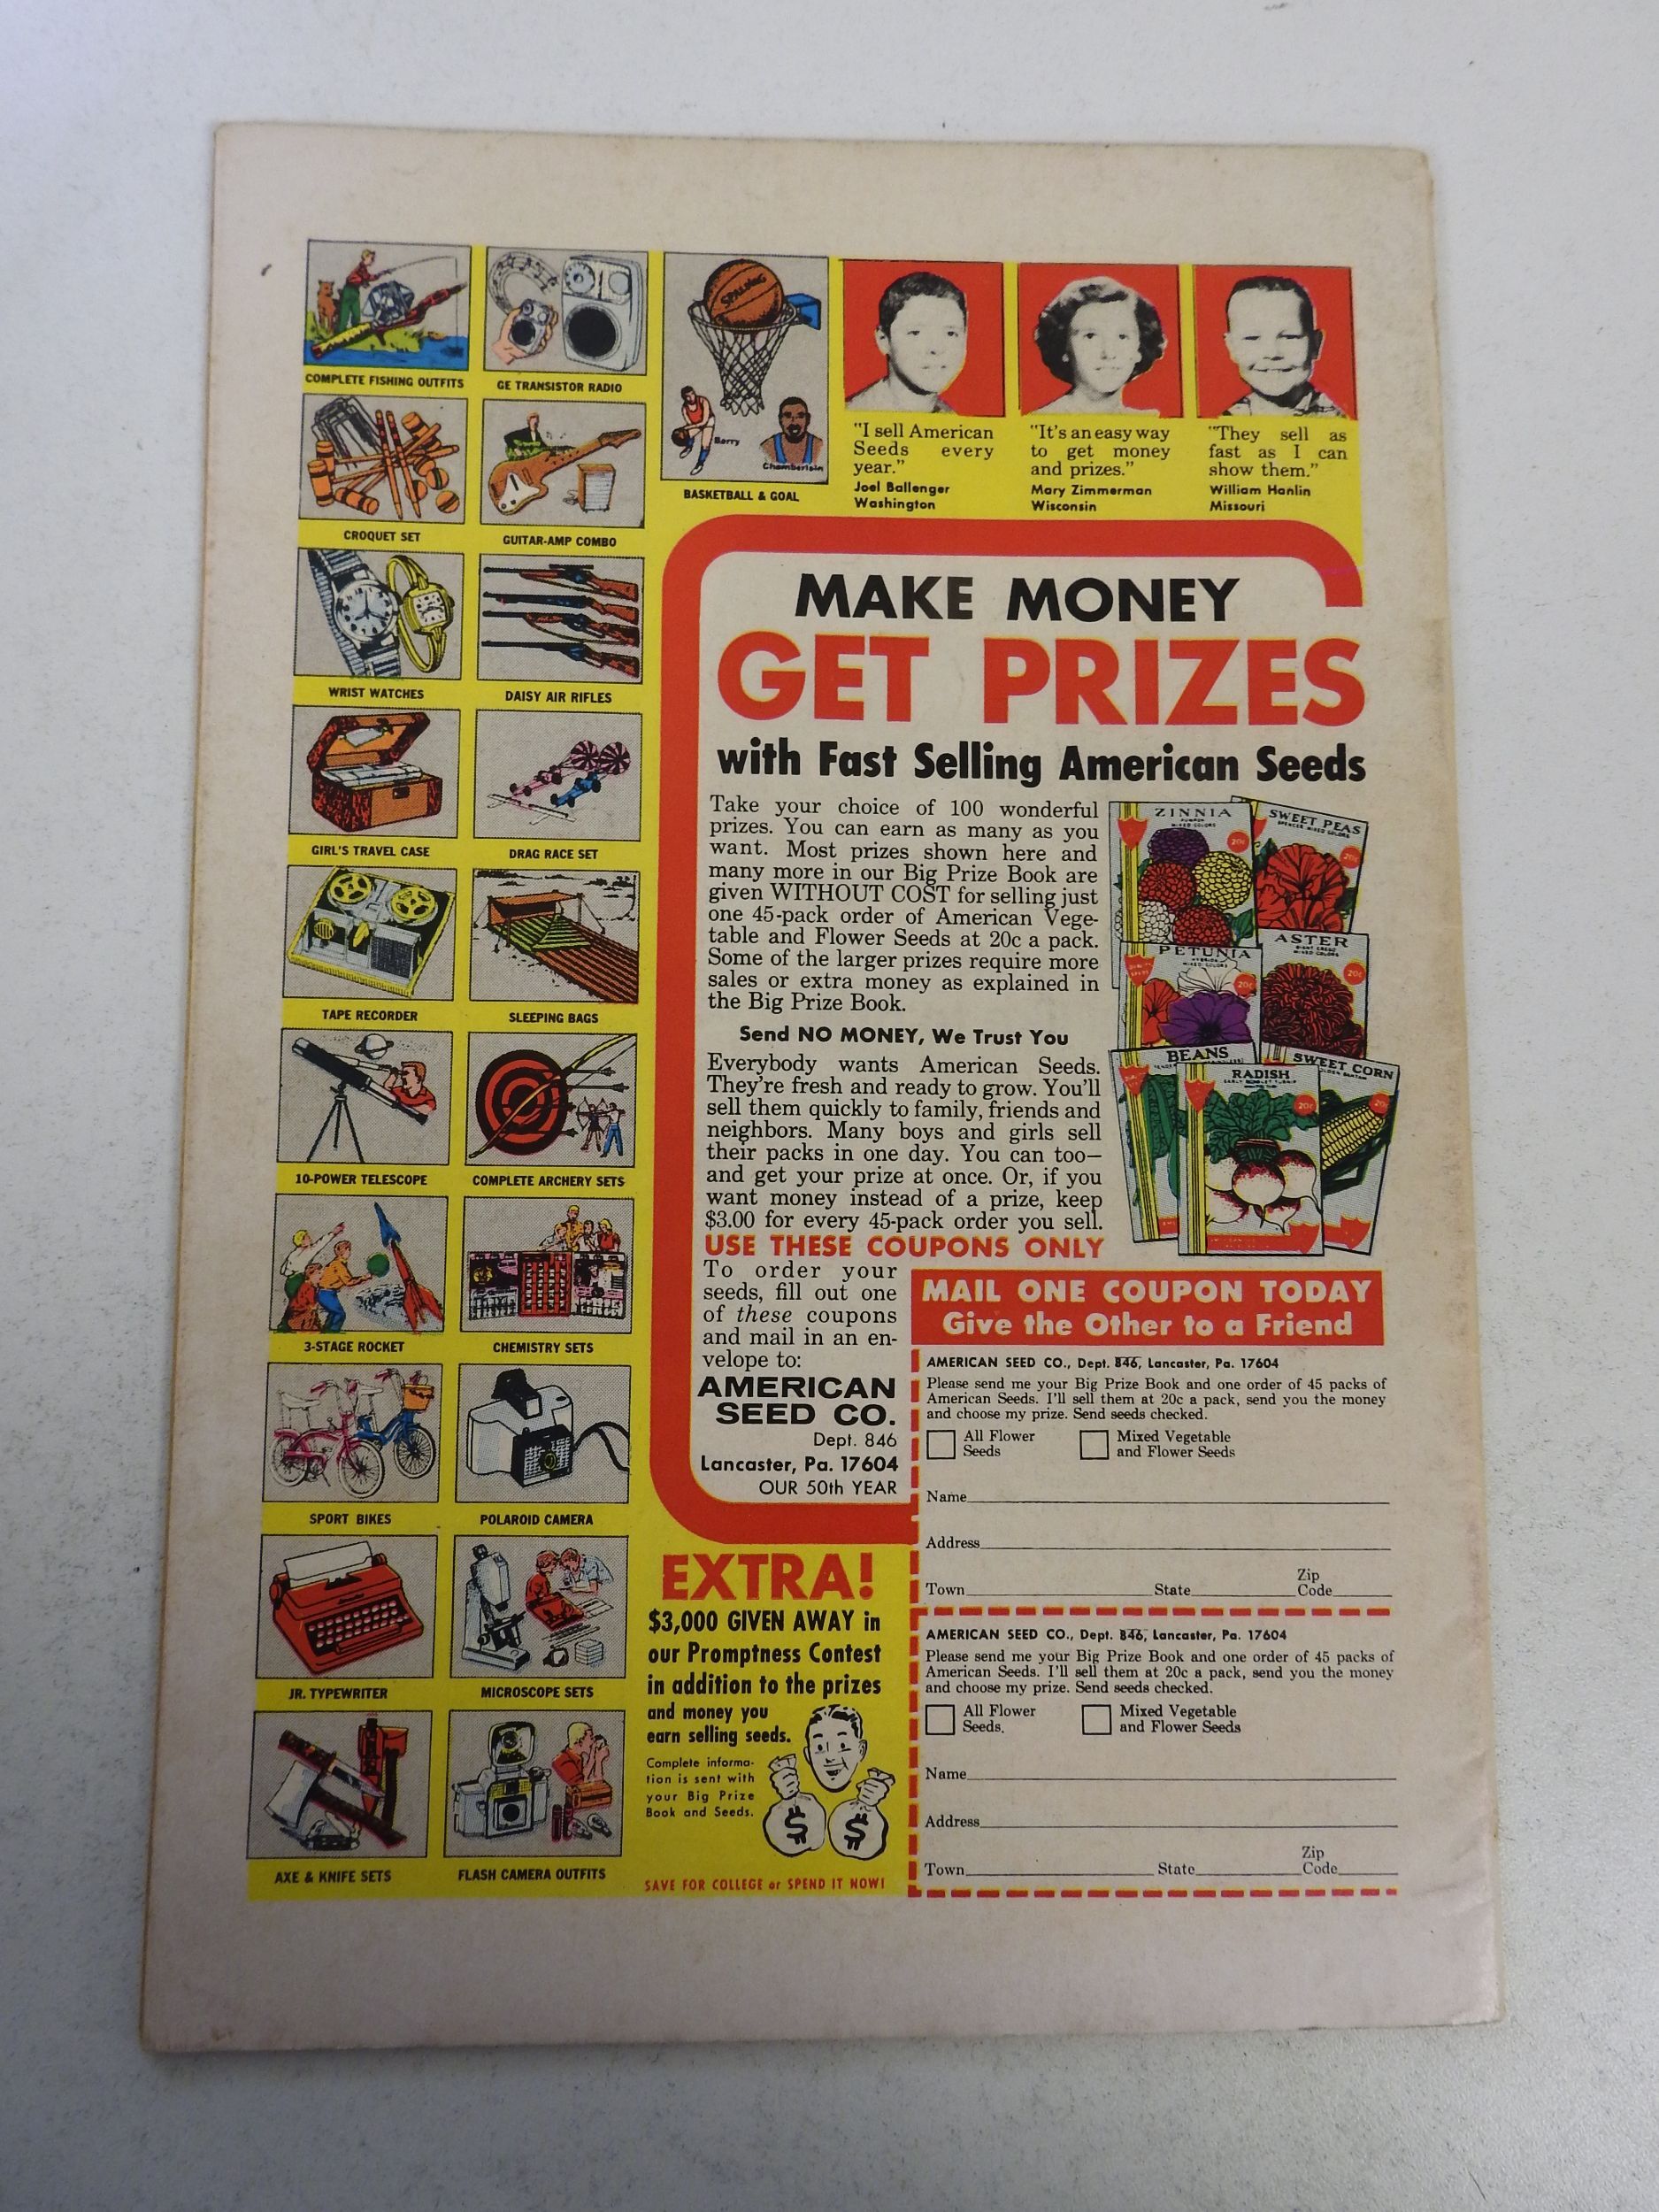 COMPLETE FISHING OUTFITS
GE TRANSISTOR RADIO
SPALDING
Barry
Chamberlain
BASKETBALL & GOAL
"I sell American
Seeds every
year."
Joel Ballenger
Washington
"It's an easy way
to get money
and prizes."
Mary Zimmerman
Wisconsin
"They sell as
fast as I can
show them."
William Hanlin
Missouri
CROQUET SET
GUITAR-AMP COMBO
WRIST WATCHES
DAISY AIR RIFLES
GIRL'S TRAVEL CASE
DRAG RACE SET
TAPE RECORDER
SLEEPING BAGS
10-POWER TELESCOPE
COMPLETE ARCHERY SETS
3-STAGE ROCKET
CHEMISTRY SETS
SPORT BIKES
POLAROID CAMERA
JR. TYPEWRITER
MICROSCOPE SETS
AXE & KNIFE SETS
FLASH CAMERA OUTFITS
MAKE MONEY
GET PRIZES
with Fast Selling American Seeds
Take your choice of 100 wonderful
prizes. You can earn as many as you
want. Most prizes shown here and
many more in our Big Prize Book are
given WITHOUT COST for selling just
one 45-pack order of American Vege-
table and Flower Seeds at 20c a pack.
Some of the larger prizes require more
sales or extra money as explained in
the Big Prize Book.
Send NO MONEY, We Trust You
Everybody wants American Seeds.
They're fresh and ready to grow. You'll
sell them quickly to family, friends and
neighbors. Many boys and girls sell
their packs in one day. You can too—
and get your prize at once. Or, if you
want money instead of a prize, keep
$3.00 for every 45-pack order you sell.
USE THESE COUPONS ONLY
To order your
seeds, fill out one
of these coupons
and mail in an en-
velope to:
AMERICAN
SEED CO.
Dept. 846
Lancaster, Pa. 17604
OUR 50th YEAR
ZINNIA
MIXED COLORS
20¢
SWEET PEAS
SPENCER MIXED COLORS
20¢
PETUNIA
MIXED COLORS
20¢
ASTER
MIXED COLORS
20¢
BEANS
RADISH
20¢
SWEET CORN
20¢
MAIL ONE COUPON TODAY
Give the Other to a Friend
AMERICAN SEED CO., Dept. 846, Lancaster, Pa. 17604
Please send me your Big Prize Book and one order of 45 packs of
American Seeds. I'll sell them at 20c a pack, send you the money
and choose my prize. Send seeds checked.
All Flower
Seeds
Mixed Vegetable
and Flower Seeds
Name
Address
Town State Zip
Code
AMERICAN SEED CO., Dept. 846, Lancaster, Pa. 17604
Please send me your Big Prize Book and one order of 45 packs of
American Seeds. I'll sell them at 20c a pack, send you the money
and choose my prize. Send seeds checked.
All Flower
Seeds.
Mixed Vegetable
and Flower Seeds
Name
Address
Town State Zip
Code
EXTRA!
$3,000 GIVEN AWAY in
our Promptness Contest
in addition to the prizes
and money you
earn selling seeds.
Complete informa-
tion is sent with
your Big Prize
Book and Seeds.
$ $
SAVE FOR COLLEGE or SPEND IT NOW!